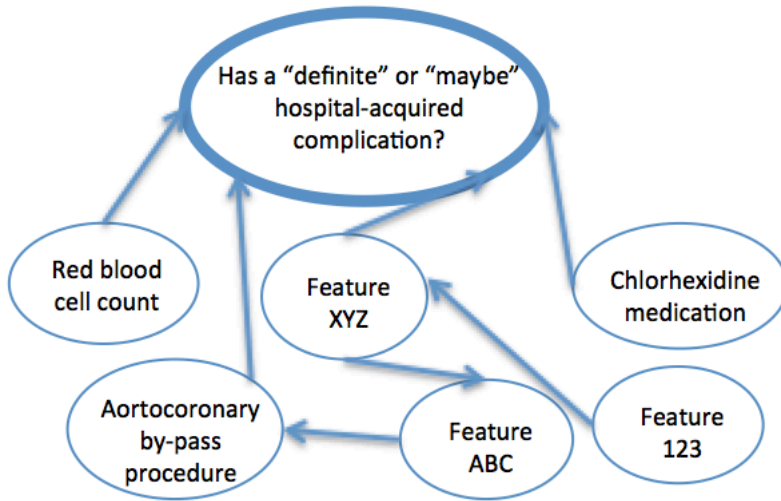 Has a “definite” or “maybe”
hospital-acquired
complication?
Red blood
cell count
Feature
XYZ
Chlorhexidine
medication
Aortocoronary
by-pass
procedure
Feature
ABC
Feature
123